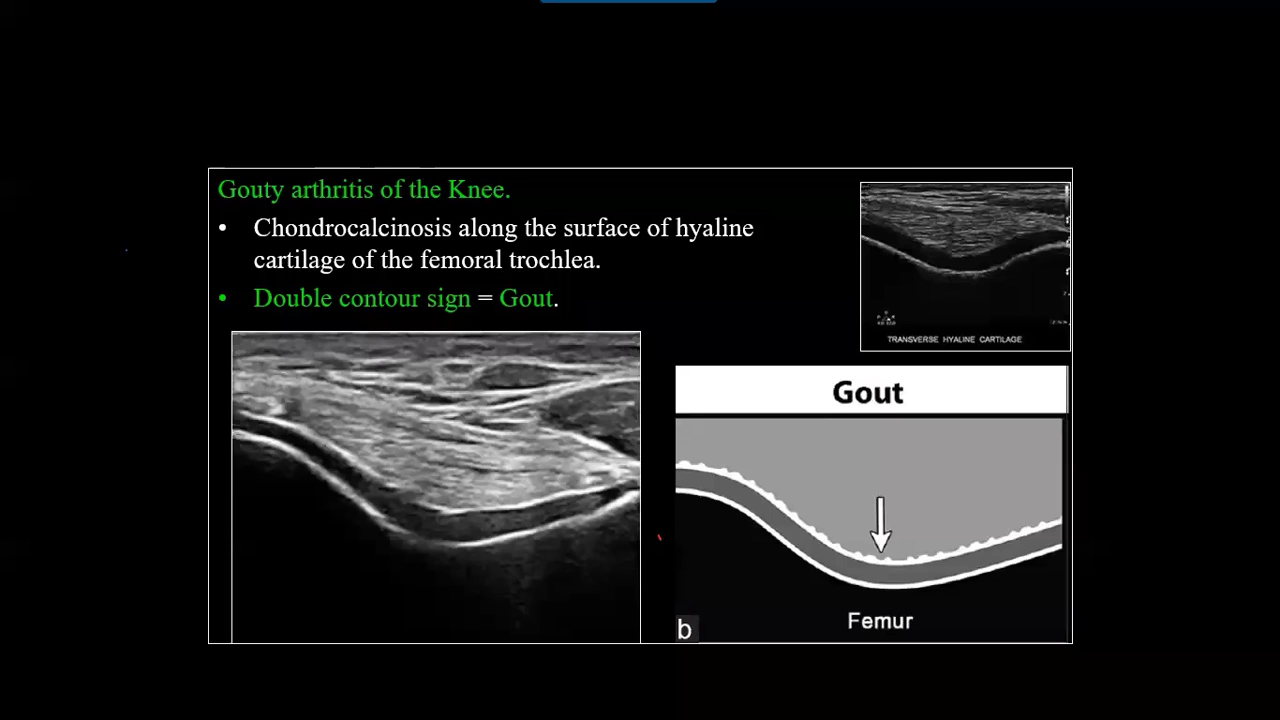 Gouty arthritis of the Knee.
• Chondrocalcinosis along the surface of hyaline
cartilage of the femoral trochlea.
• Double contour sign = Gout.
TRANSVERSE HYALINE CARTILAGE
Gout
Femur
b